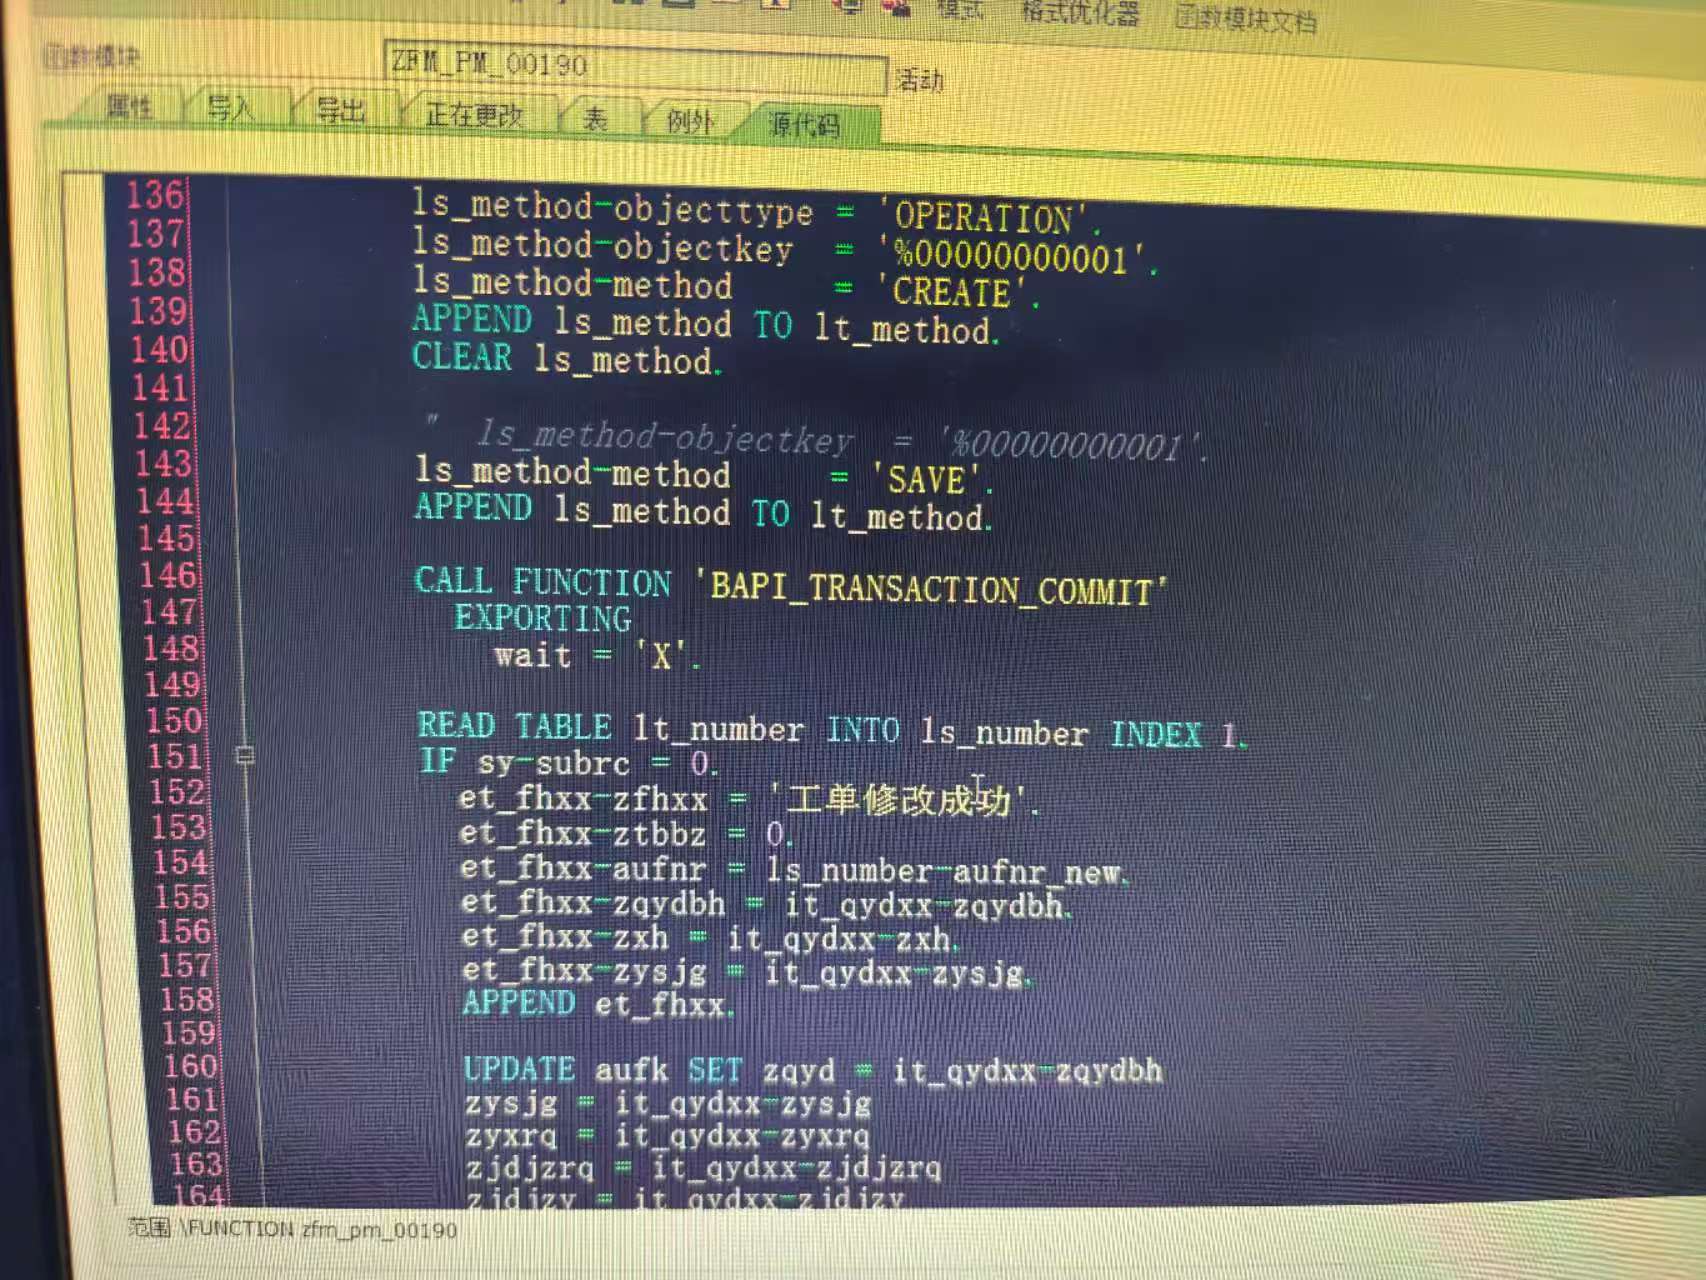 模式 格式优化器 函数模块文档
函数模块 ZFM_PM_00190 活动
属性 导入 导出 正在更改 表 例外 源代码
136 ls_method-objecttype = 'OPERATION'.
137 ls_method-objectkey = '%00000000001'.
138 ls_method-method = 'CREATE'.
139 APPEND ls_method TO lt_method.
140 CLEAR ls_method.
141
142 " ls_method-objectkey = '%00000000001'.
143 ls_method-method = 'SAVE'.
144 APPEND ls_method TO lt_method.
145
146 CALL FUNCTION 'BAPI_TRANSACTION_COMMIT'
147 EXPORTING
148 wait = 'X'.
149
150 READ TABLE lt_number INTO ls_number INDEX 1.
151 IF sy-subrc = 0.
152 et_fhxx-zfhxx = '工单修改成功'.
153 et_fhxx-ztbbz = 0.
154 et_fhxx-aufnr = ls_number-aufnr_new.
155 et_fhxx-zqydbh = it_qydxx-zqydbh.
156 et_fhxx-zxh = it_qydxx-zxh.
157 et_fhxx-zysjg = it_qydxx-zysjg.
158 APPEND et_fhxx.
159
160 UPDATE aufk SET zqyd = it_qydxx-zqydbh
161 zysjg = it_qydxx-zysjg
162 zyxrq = it_qydxx-zyxrq
163 zjdjzrq = it_qydxx-zjdjzrq
164 zjdjzy = it_qydxx-zjdjzy
范围 \FUNCTION zfm_pm_00190